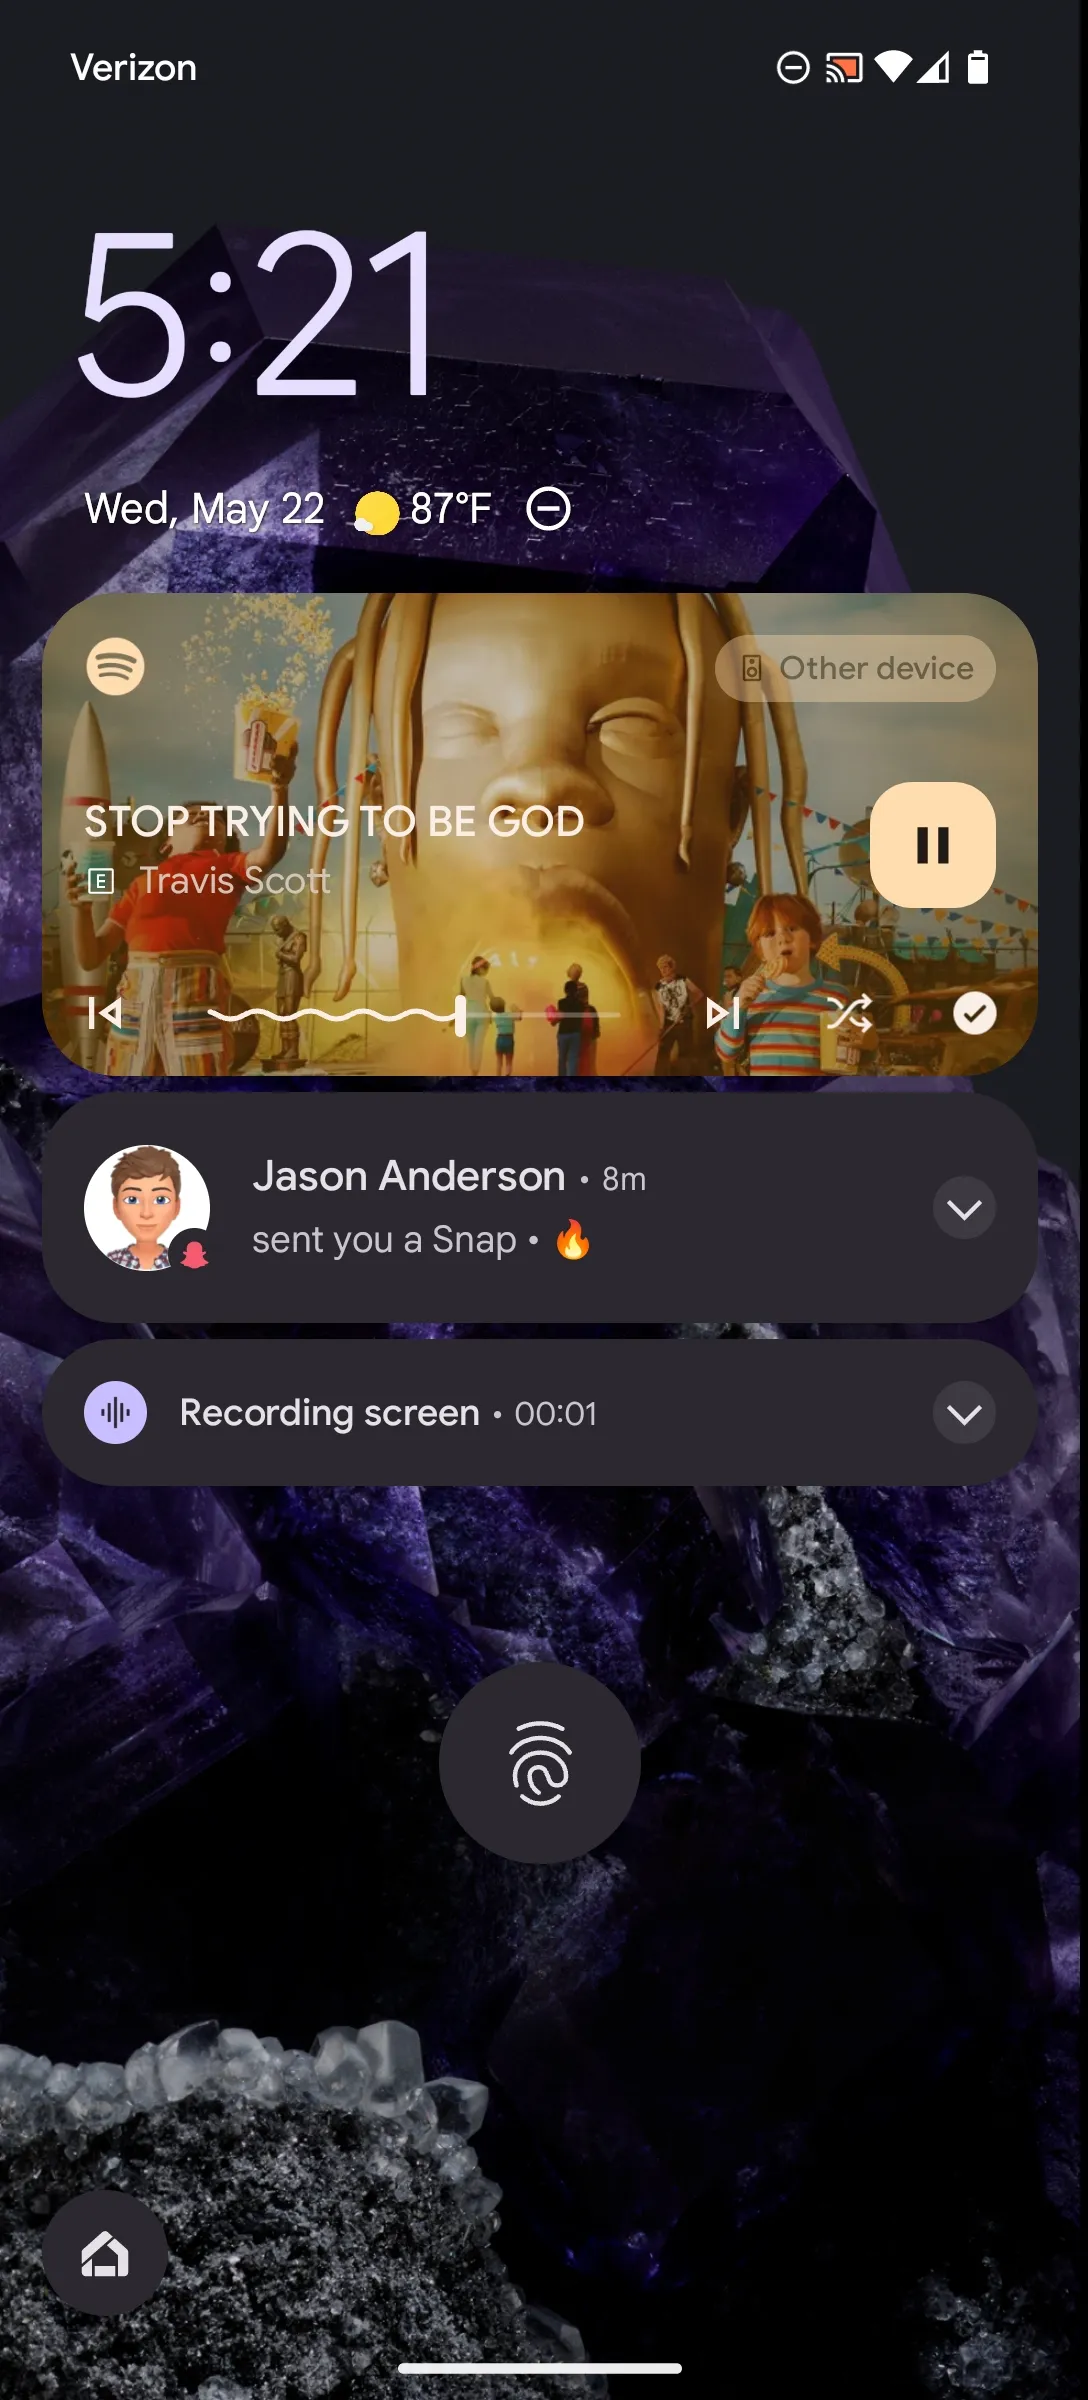 Verizon
5:21
Wed, May 22 87°F
Other device
STOP TRYING TO BE GOD
E Travis Scott
Jason Anderson • 8m
sent you a Snap • 🔥
Recording screen • 00:01